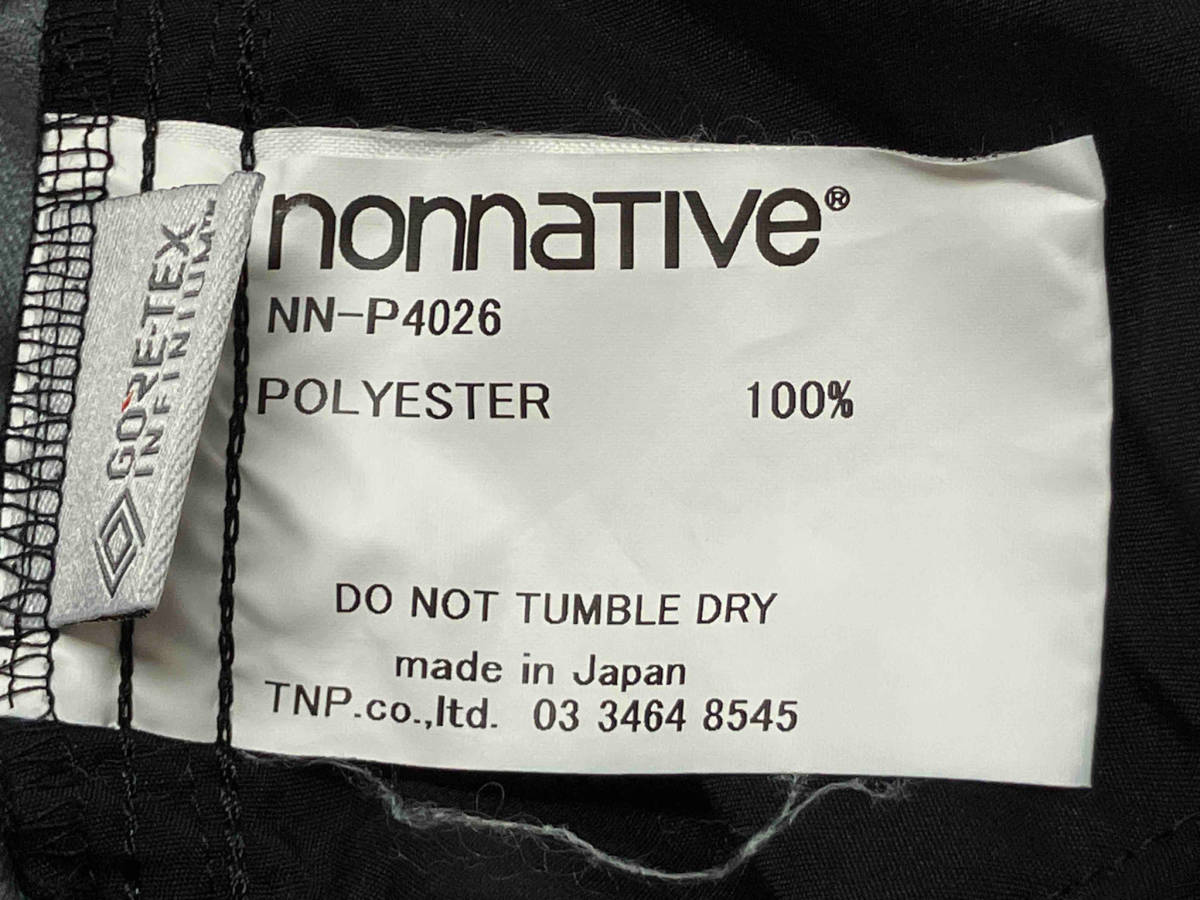 nonnaTIVe®
NN-P4026
POLYESTER 100%
DO NOT TUMBLE DRY
made in Japan
TNP.co.,ltd. 03 3464 8545
GORE-TEX
INFINIUM™